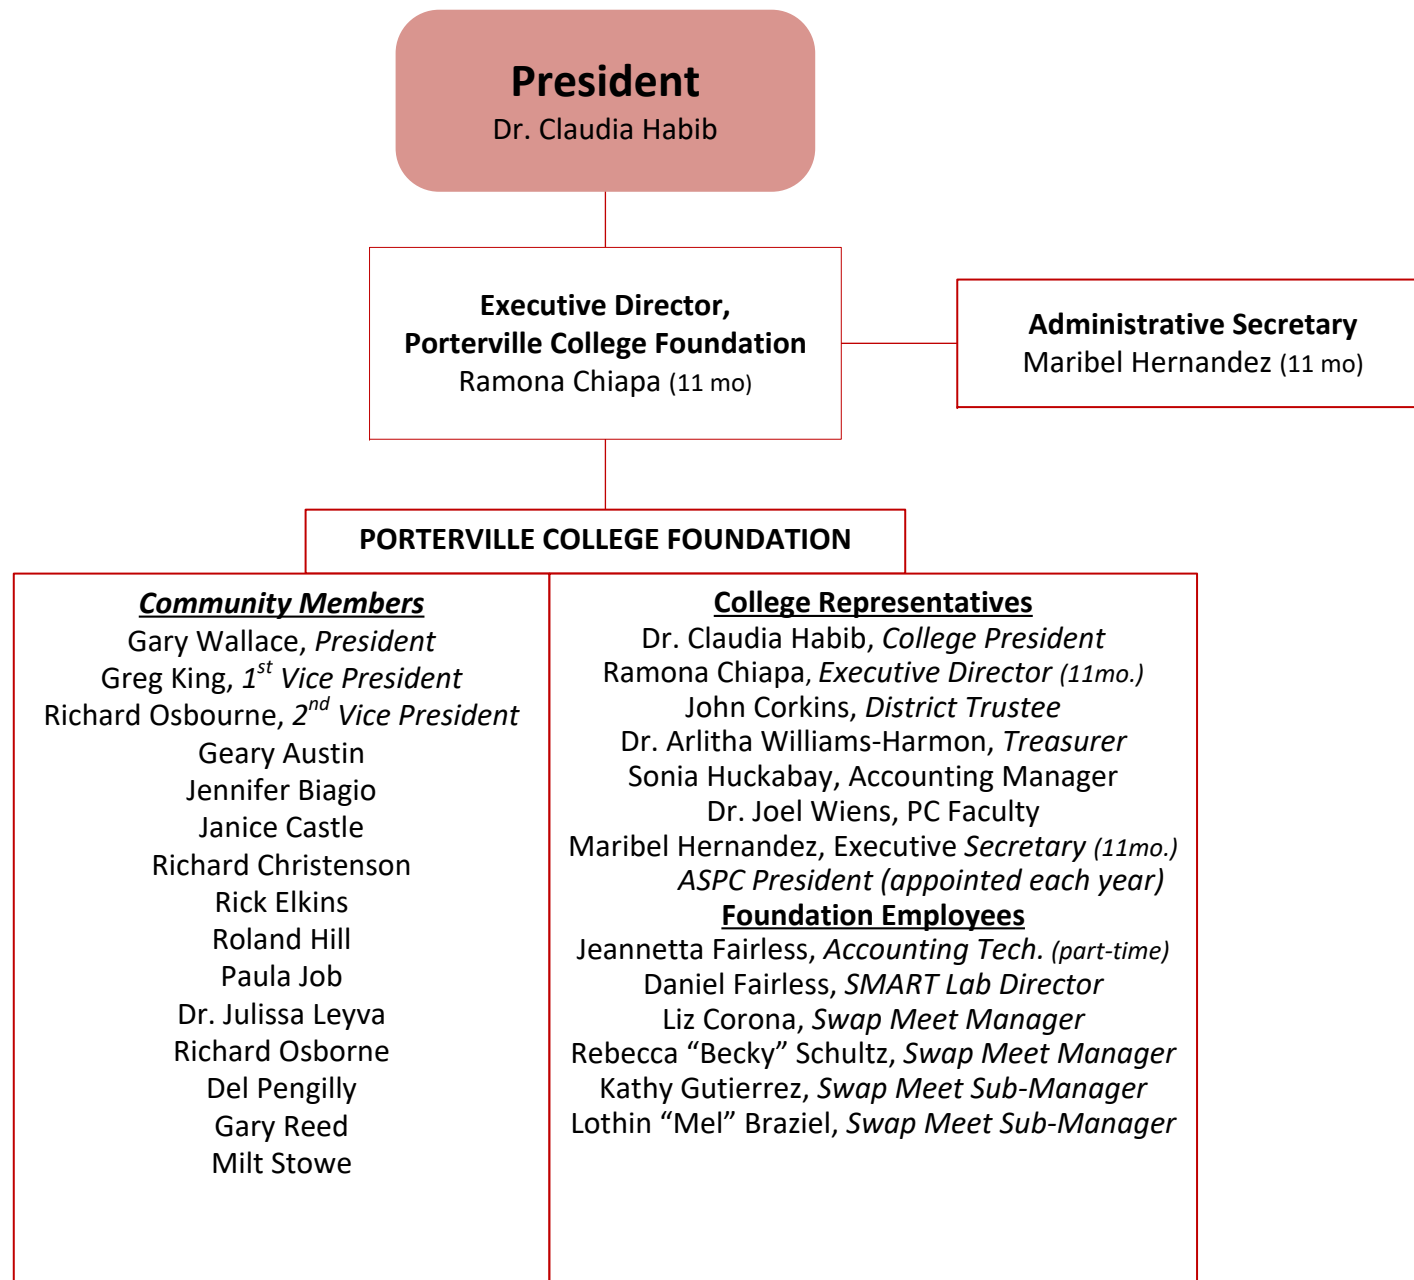 President
Dr. Claudia Habib
Executive Director,
Porterville College Foundation
Ramona Chiapa (11 mo)
Administrative Secretary
Maribel Hernandez (11 mo)
PORTERVILLE COLLEGE FOUNDATION
Community Members
Gary Wallace, President
Greg King, 1st Vice President
Richard Osbourne, 2nd Vice President
Geary Austin
Jennifer Biagio
Janice Castle
Richard Christenson
Rick Elkins
Roland Hill
Paula Job
Dr. Julissa Leyva
Richard Osborne
Del Pengilly
Gary Reed
Milt Stowe
College Representatives
Dr. Claudia Habib, College President
Ramona Chiapa, Executive Director (11mo.)
John Corkins, District Trustee
Dr. Arlitha Williams-Harmon, Treasurer
Sonia Huckabay, Accounting Manager
Dr. Joel Wiens, PC Faculty
Maribel Hernandez, Executive Secretary (11mo.)
ASPC President (appointed each year)
Foundation Employees
Jeannetta Fairless, Accounting Tech. (part-time)
Daniel Fairless, SMART Lab Director
Liz Corona, Swap Meet Manager
Rebecca “Becky” Schultz, Swap Meet Manager
Kathy Gutierrez, Swap Meet Sub-Manager
Lothin “Mel” Braziel, Swap Meet Sub-Manager